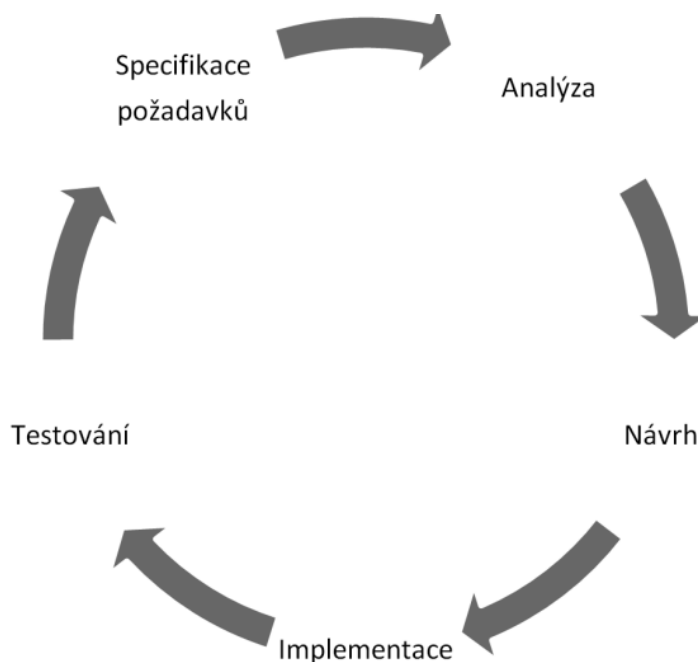 Specifikace
požadavků
Analýza
Návrh
Implementace
Testování